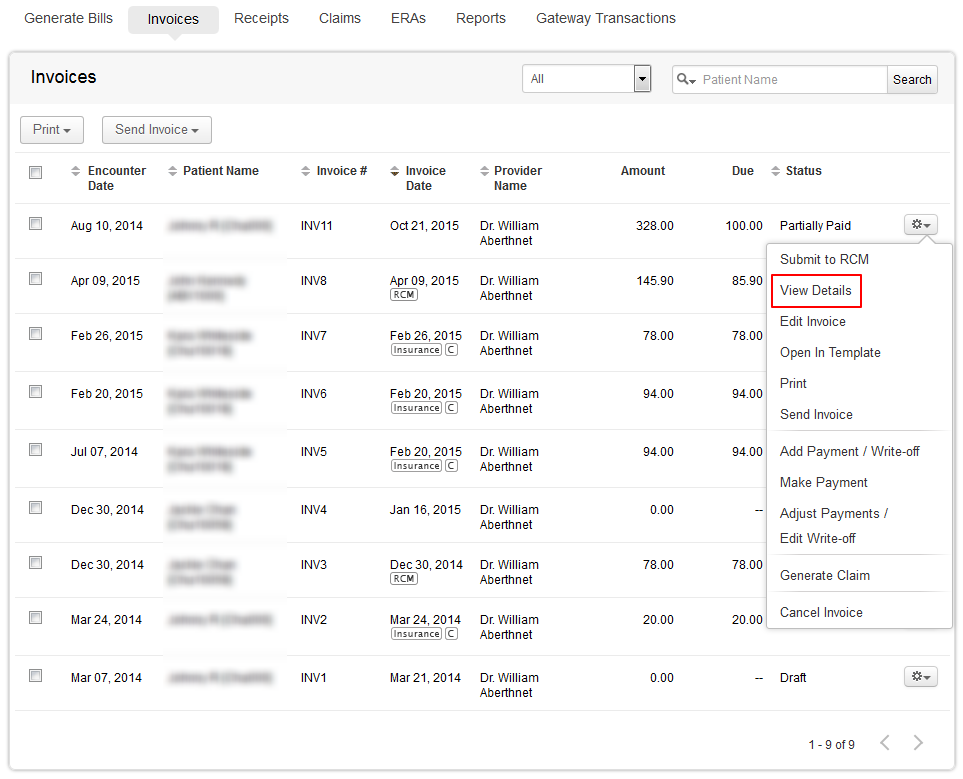 Generate Bills Invoices Receipts Claims ERAs Reports Gateway Transactions
Invoices All Patient Name Search
Print Send Invoice
Encounter Date Patient Name Invoice # Invoice Date Provider Name Amount Due Status
Aug 10, 2014 INV11 Oct 21, 2015 Dr. William Aberthnet 328.00 100.00 Partially Paid
Apr 09, 2015 INV8 Apr 09, 2015 RCM Dr. William Aberthnet 145.90 85.90
Feb 26, 2015 INV7 Feb 26, 2015 Insurance C Dr. William Aberthnet 78.00 78.00
Feb 20, 2015 INV6 Feb 20, 2015 Insurance C Dr. William Aberthnet 94.00 94.00
Jul 07, 2014 INV5 Feb 20, 2015 Insurance C Dr. William Aberthnet 94.00 94.00
Dec 30, 2014 INV4 Jan 16, 2015 Dr. William Aberthnet 0.00 --
Dec 30, 2014 INV3 Dec 30, 2014 RCM Dr. William Aberthnet 78.00 78.00
Mar 24, 2014 INV2 Mar 24, 2014 Insurance C Dr. William Aberthnet 20.00 20.00
Mar 07, 2014 INV1 Mar 21, 2014 Dr. William Aberthnet 0.00 -- Draft
Submit to RCM
View Details
Edit Invoice
Open In Template
Print
Send Invoice
Add Payment / Write-off
Make Payment
Adjust Payments /
Edit Write-off
Generate Claim
Cancel Invoice
1 - 9 of 9